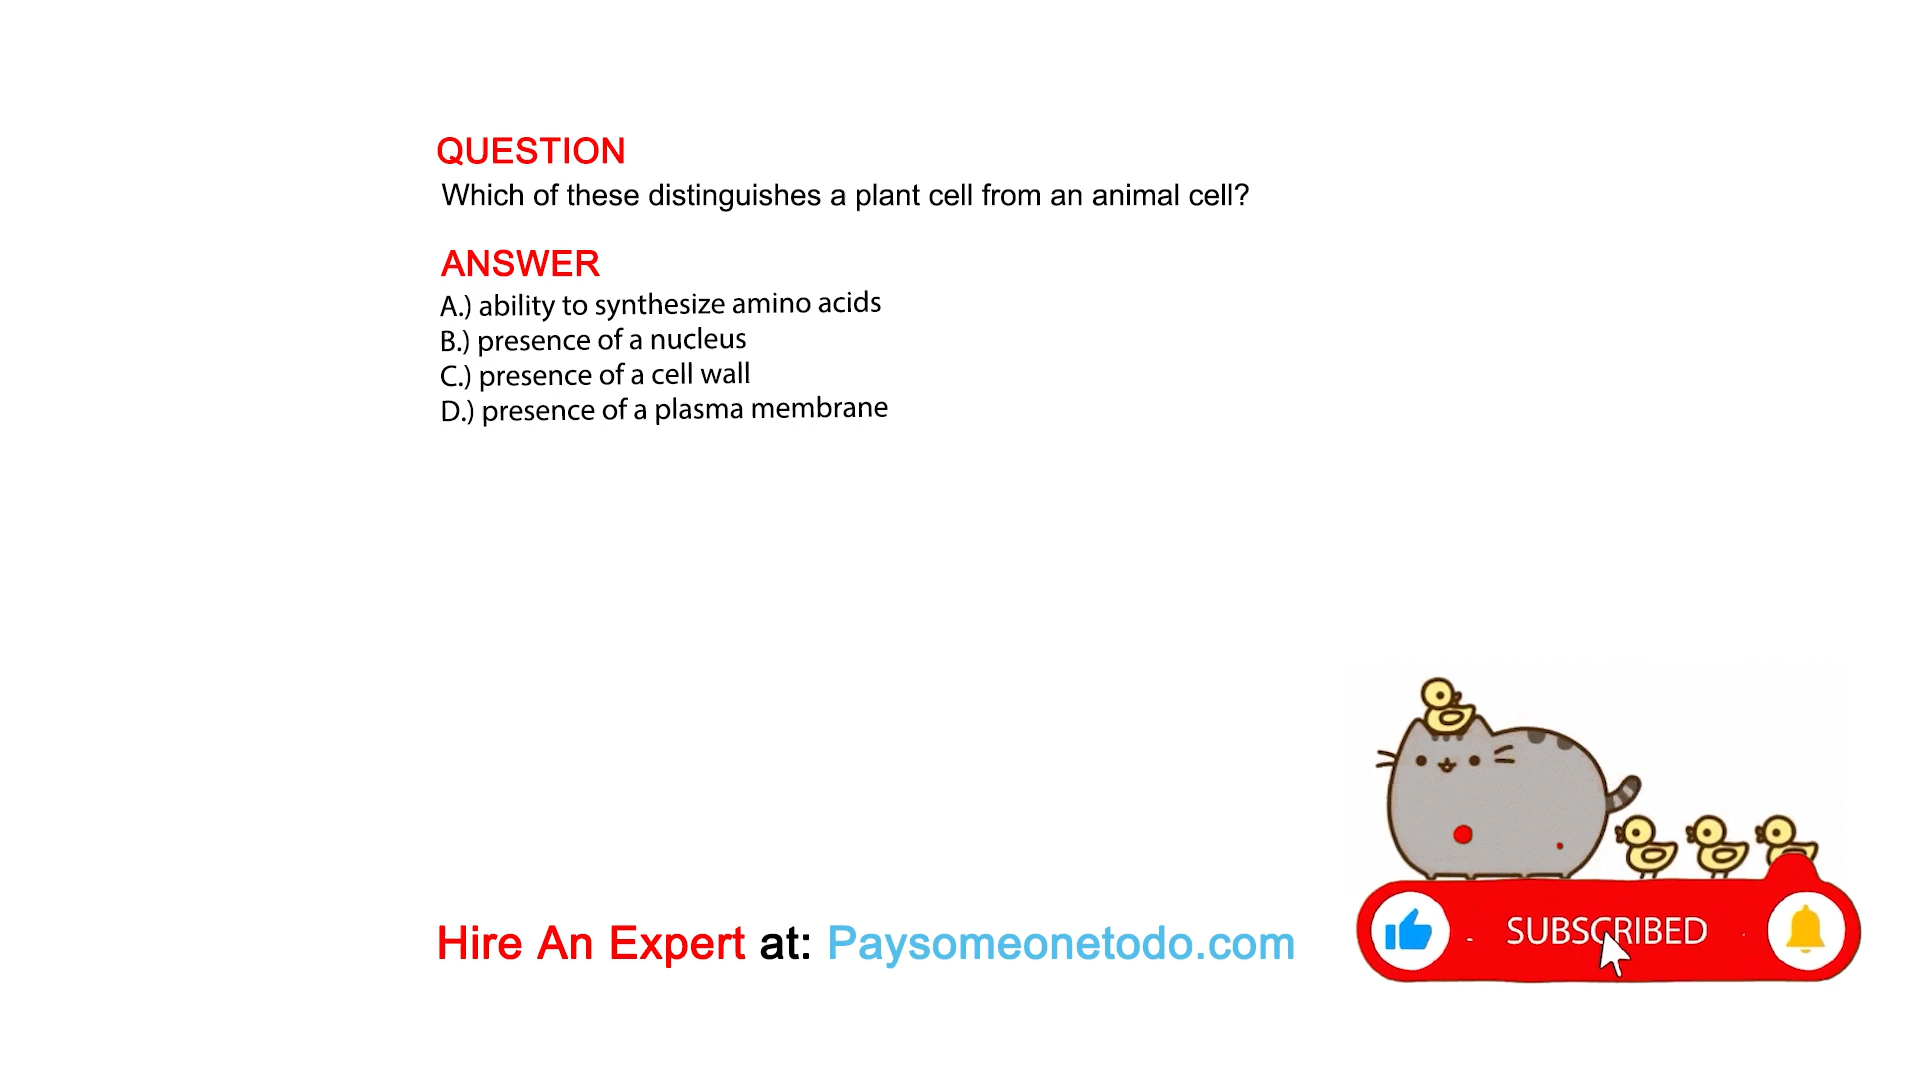 QUESTION
Which of these distinguishes a plant cell from an animal cell?
ANSWER
A.) ability to synthesize amino acids
B.) presence of a nucleus
C.) presence of a cell wall
D.) presence of a plasma membrane
Hire An Expert at: Paysomeonetodo.com
SUBSCRIBED